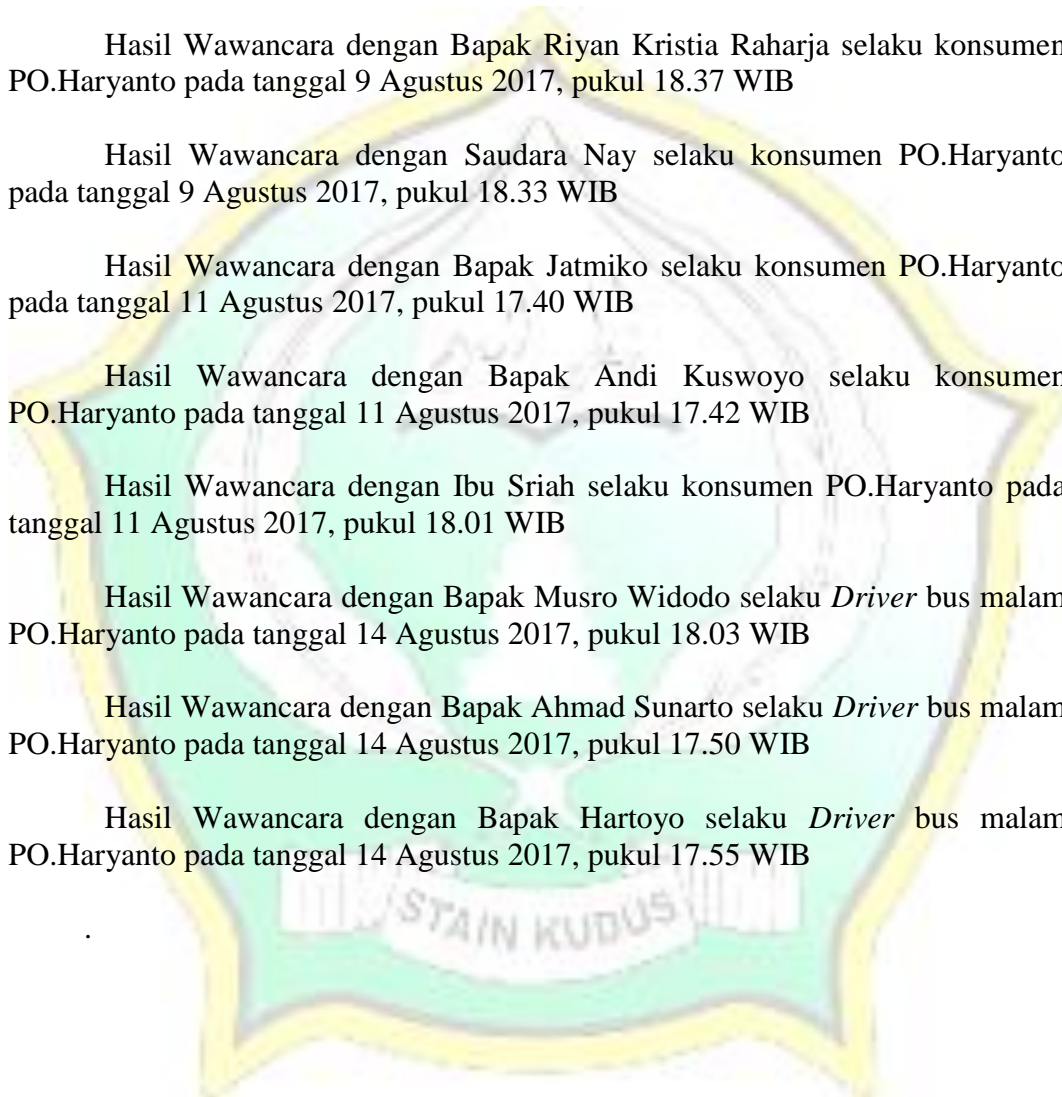 Hasil Wawancara dengan Bapak Riyan Kristia Raharja selaku konsumen
PO.Haryanto pada tanggal 9 Agustus 2017, pukul 18.37 WIB
Hasil Wawancara dengan Saudara Nay selaku konsumen PO.Haryanto
pada tanggal 9 Agustus 2017, pukul 18.33 WIB
Hasil Wawancara dengan Bapak Jatmiko selaku konsumen PO.Haryanto
pada tanggal 11 Agustus 2017, pukul 17.40 WIB
Hasil Wawancara dengan Bapak Andi Kuswoyo selaku konsumen
PO.Haryanto pada tanggal 11 Agustus 2017, pukul 17.42 WIB
Hasil Wawancara dengan Ibu Sriah selaku konsumen PO.Haryanto pada
tanggal 11 Agustus 2017, pukul 18.01 WIB
Hasil Wawancara dengan Bapak Musro Widodo selaku Driver bus malam
PO.Haryanto pada tanggal 14 Agustus 2017, pukul 18.03 WIB
Hasil Wawancara dengan Bapak Ahmad Sunarto selaku Driver bus malam
PO.Haryanto pada tanggal 14 Agustus 2017, pukul 17.50 WIB
Hasil Wawancara dengan Bapak Hartoyo selaku Driver bus malam
PO.Haryanto pada tanggal 14 Agustus 2017, pukul 17.55 WIB
.
STAIN KUDUS